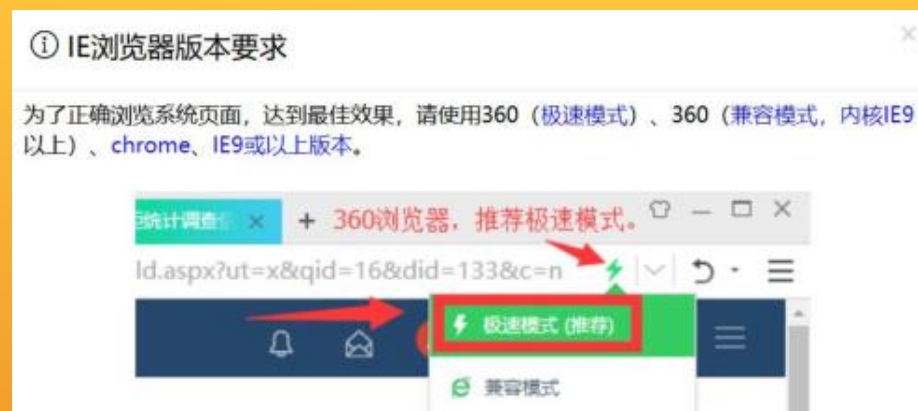 IE浏览器版本要求
为了正确浏览系统页面，达到最佳效果，请使用360（极速模式）、360（兼容模式，内核IE9
以上）、chrome、IE9或以上版本。
统计调查
360浏览器，推荐极速模式。
ld.aspx?ut=x&qid=16&did=133&c=n
极速模式 (推荐)
兼容模式